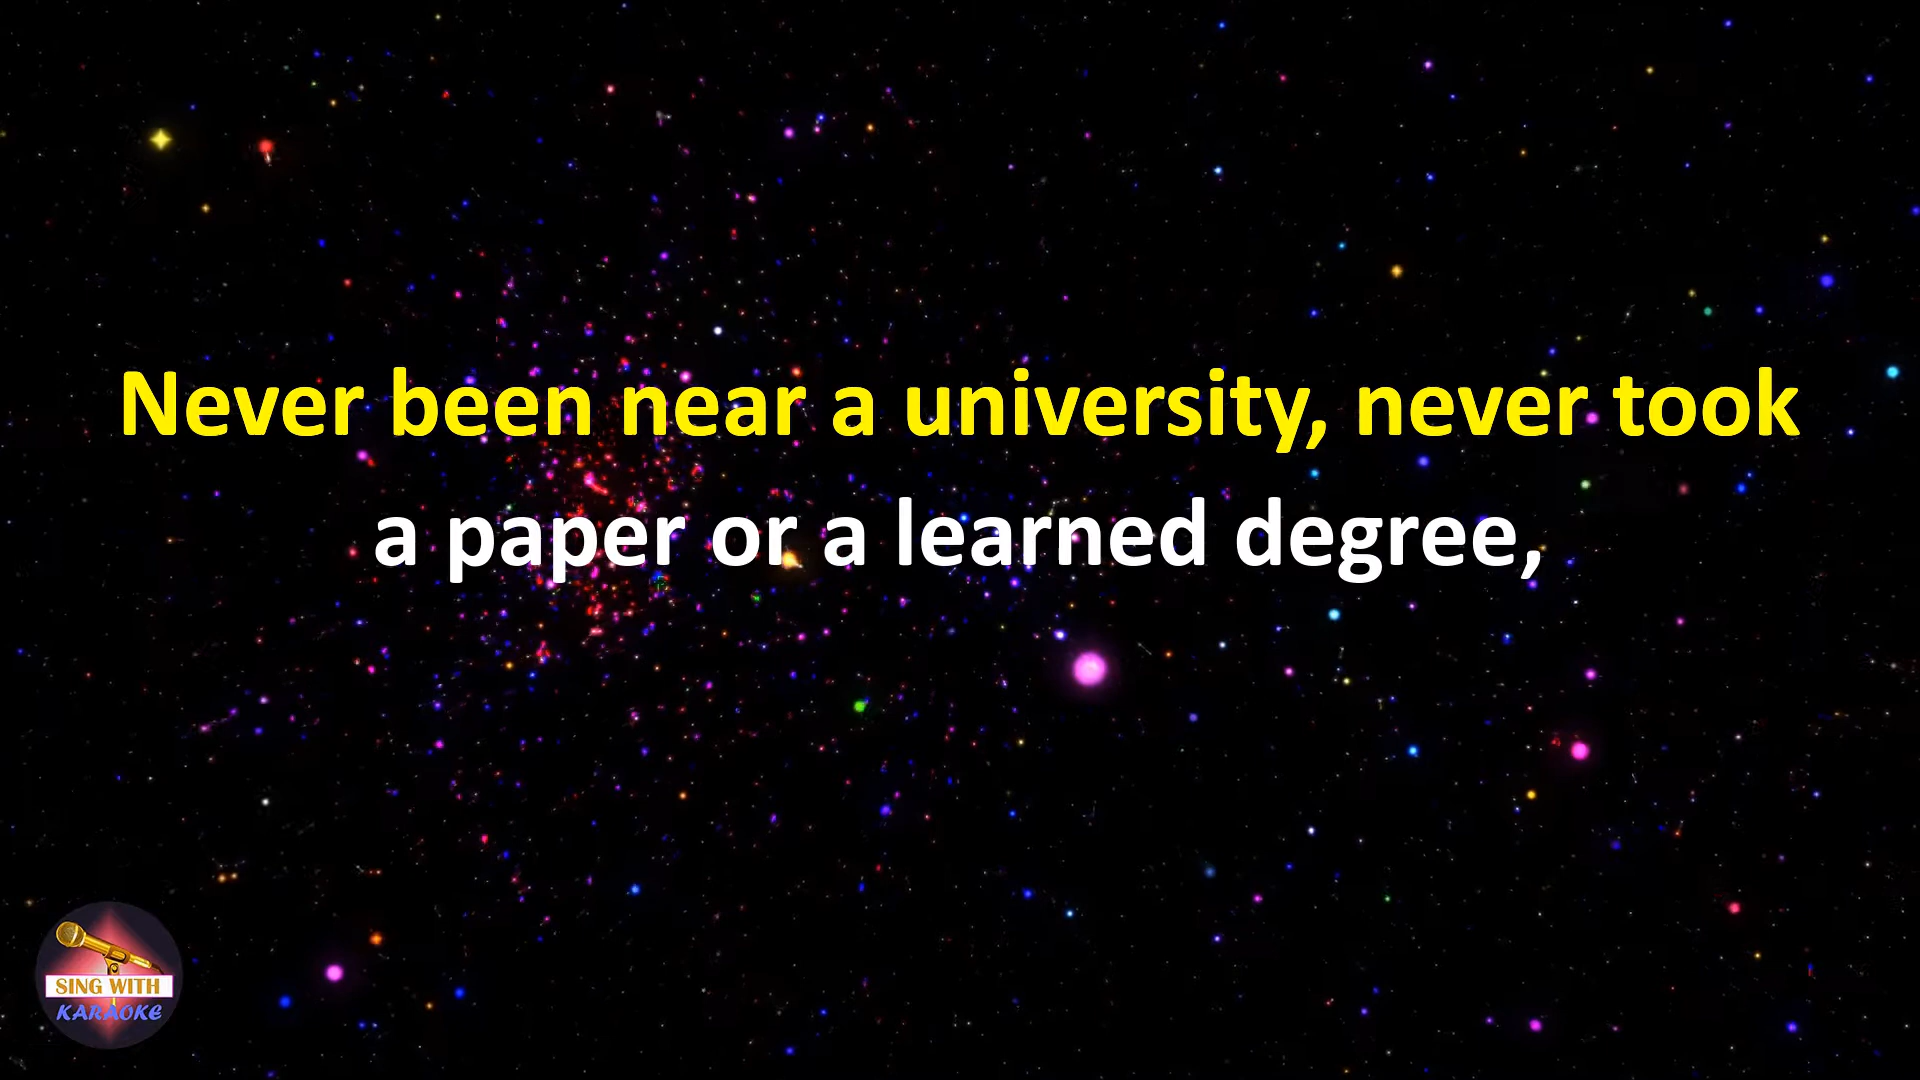 Never been near a university, never took
a paper or a learned degree,
SING WITH
KARAOKE